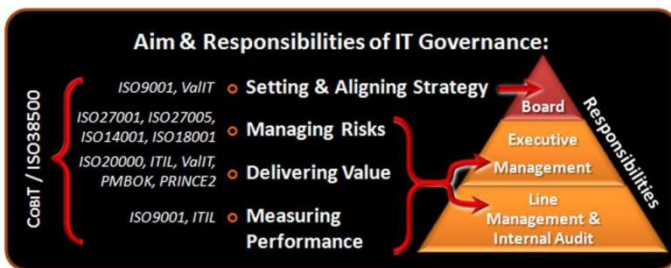 Aim & Responsibilities of IT Governance:
COBIT / ISO38500
ISO9001, ValIT
Setting & Aligning Strategy
ISO27001, ISO27005,
ISO14001, ISO18001
Managing Risks
ISO20000, ITIL, ValIT,
PMBOK, PRINCE2
Delivering Value
ISO9001, ITIL
Measuring
Performance
Board
Executive
Management
Line
Management &
Internal Audit
Responsibilities